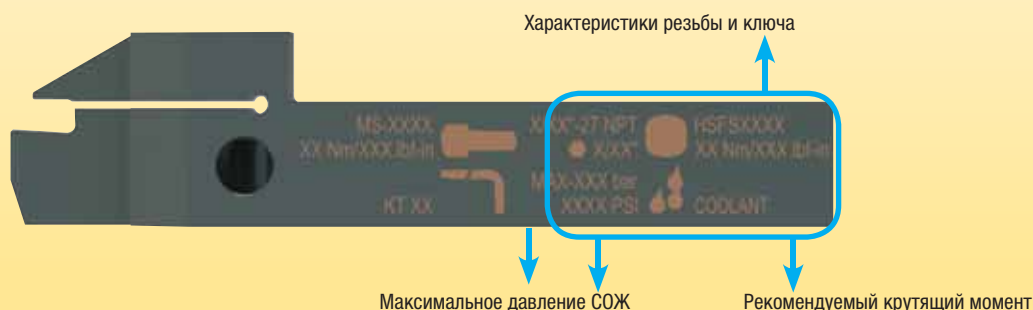 Характеристики резьбы и ключа
MS-XXXX
XX Nm/XXX lbf-in
KT XX
X/XX"-27 NPT
X/XX"
MAX-XXX bar
XXXX PSI
HSFSXXXX
XX Nm/XXX lbf-in
COOLANT
Максимальное давление СОЖ
Рекомендуемый крутящий момент